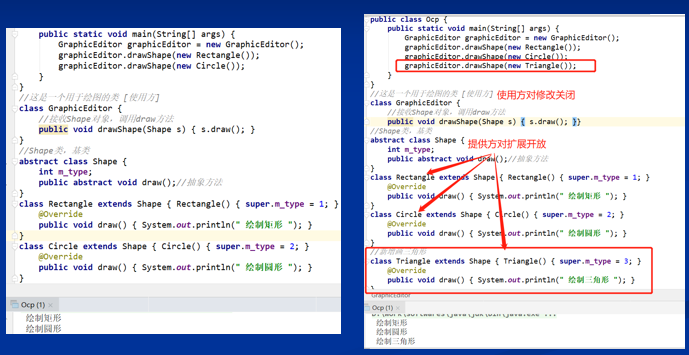 public static void main(String[] args) {
GraphicEditor graphicEditor = new GraphicEditor();
graphicEditor.drawShape(new Rectangle());
graphicEditor.drawShape(new Circle());
}
}
//这是一个用于绘图的类 [使用方]
class GraphicEditor {
//接收Shape对象，调用draw方法
public void drawShape(Shape s) { s.draw(); }
}
//Shape类，基类
abstract class Shape {
int m_type;
public abstract void draw();//抽象方法
}
class Rectangle extends Shape { Rectangle() { super.m_type = 1; }
@Override
public void draw() { System.out.println(" 绘制矩形 "); }
}
class Circle extends Shape { Circle() { super.m_type = 2; }
@Override
public void draw() { System.out.println(" 绘制圆形 "); }
}
Ocp (1) ×
绘制矩形
绘制圆形
public class Ocp {
public static void main(String[] args) {
GraphicEditor graphicEditor = new GraphicEditor();
graphicEditor.drawShape(new Rectangle());
graphicEditor.drawShape(new Circle());
graphicEditor.drawShape(new Triangle());
}
}
//这是一个用于绘图的类 [使用方]
使用方对修改关闭
class GraphicEditor {
//接收Shape对象，调用draw方法
public void drawShape(Shape s) { s.draw(); }}
//Shape类，基类
提供方对扩展开放
abstract class Shape {
int m_type;
public abstract void draw();//抽象方法
}
class Rectangle extends Shape { Rectangle() { super.m_type = 1; }
@Override
public void draw() { System.out.println(" 绘制矩形 "); }
}
class Circle extends Shape { Circle() { super.m_type = 2; }
@Override
public void draw() { System.out.println(" 绘制圆形 "); }
}
//新增画三角形
class Triangle extends Shape { Triangle() { super.m_type = 3; }
@Override
public void draw() { System.out.println(" 绘制三角形 "); }
}
GraphicEditor
Ocp (1) ×
绘制矩形
绘制圆形
绘制三角形